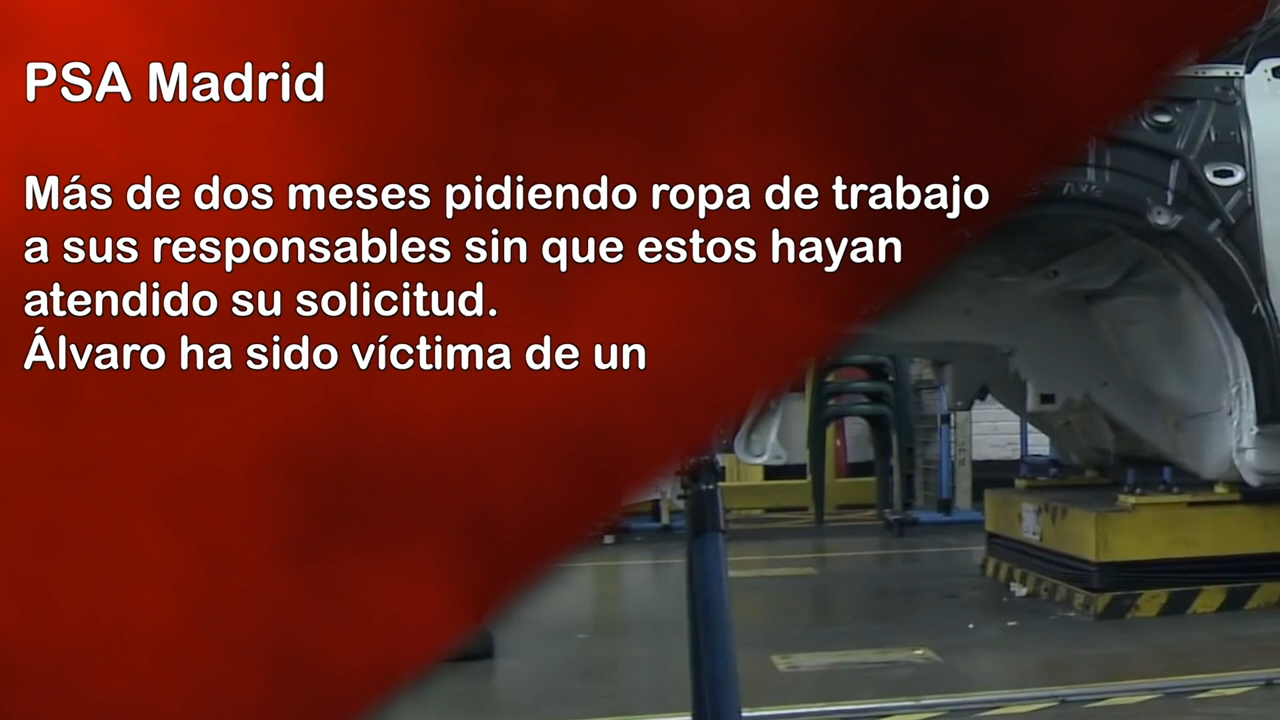 PSA Madrid
Más de dos meses pidiendo ropa de trabajo
a sus responsables sin que estos hayan
atendido su solicitud.
Álvaro ha sido víctima de un